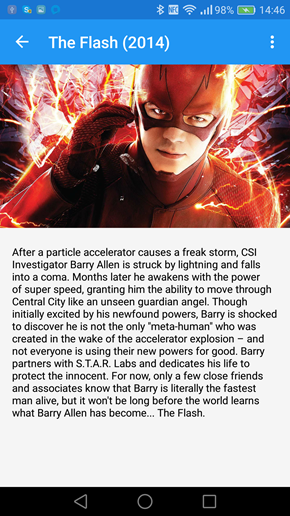 98% 14:46
The Flash (2014)
After a particle accelerator causes a freak storm, CSI
Investigator Barry Allen is struck by lightning and falls
into a coma. Months later he awakens with the power
of super speed, granting him the ability to move through
Central City like an unseen guardian angel. Though
initially excited by his newfound powers, Barry is shocked
to discover he is not the only "meta-human" who was
created in the wake of the accelerator explosion – and
not everyone is using their new powers for good. Barry
partners with S.T.A.R. Labs and dedicates his life to
protect the innocent. For now, only a few close friends
and associates know that Barry is literally the fastest
man alive, but it won't be long before the world learns
what Barry Allen has become... The Flash.